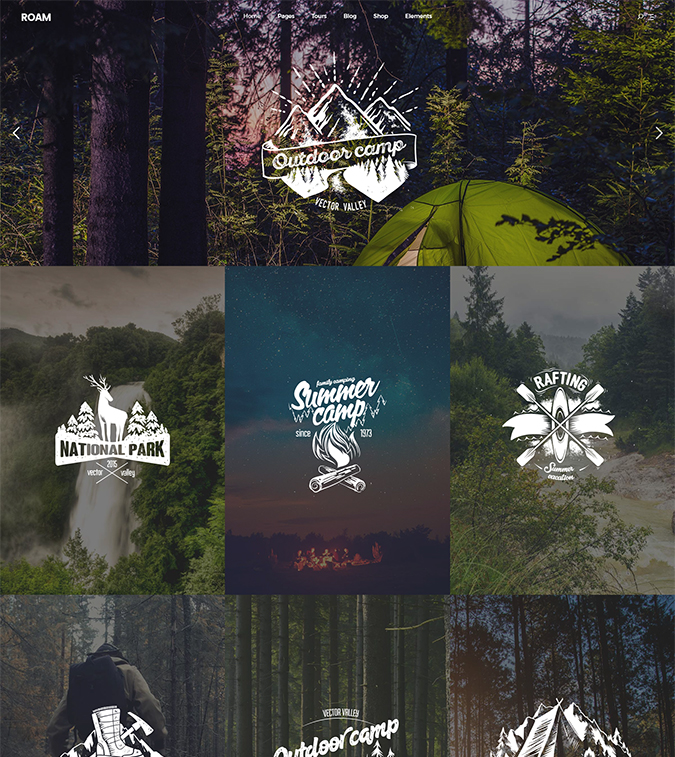 ROAM
Home Pages Tours Blog Shop Elements
Outdoor camp
VECTOR VALLEY
NATIONAL PARK
2015
vector valley
family camping
Summer
camp
since 1973
RAFTING
Summer
vacation
VECTOR VALLEY
Outdoor camp